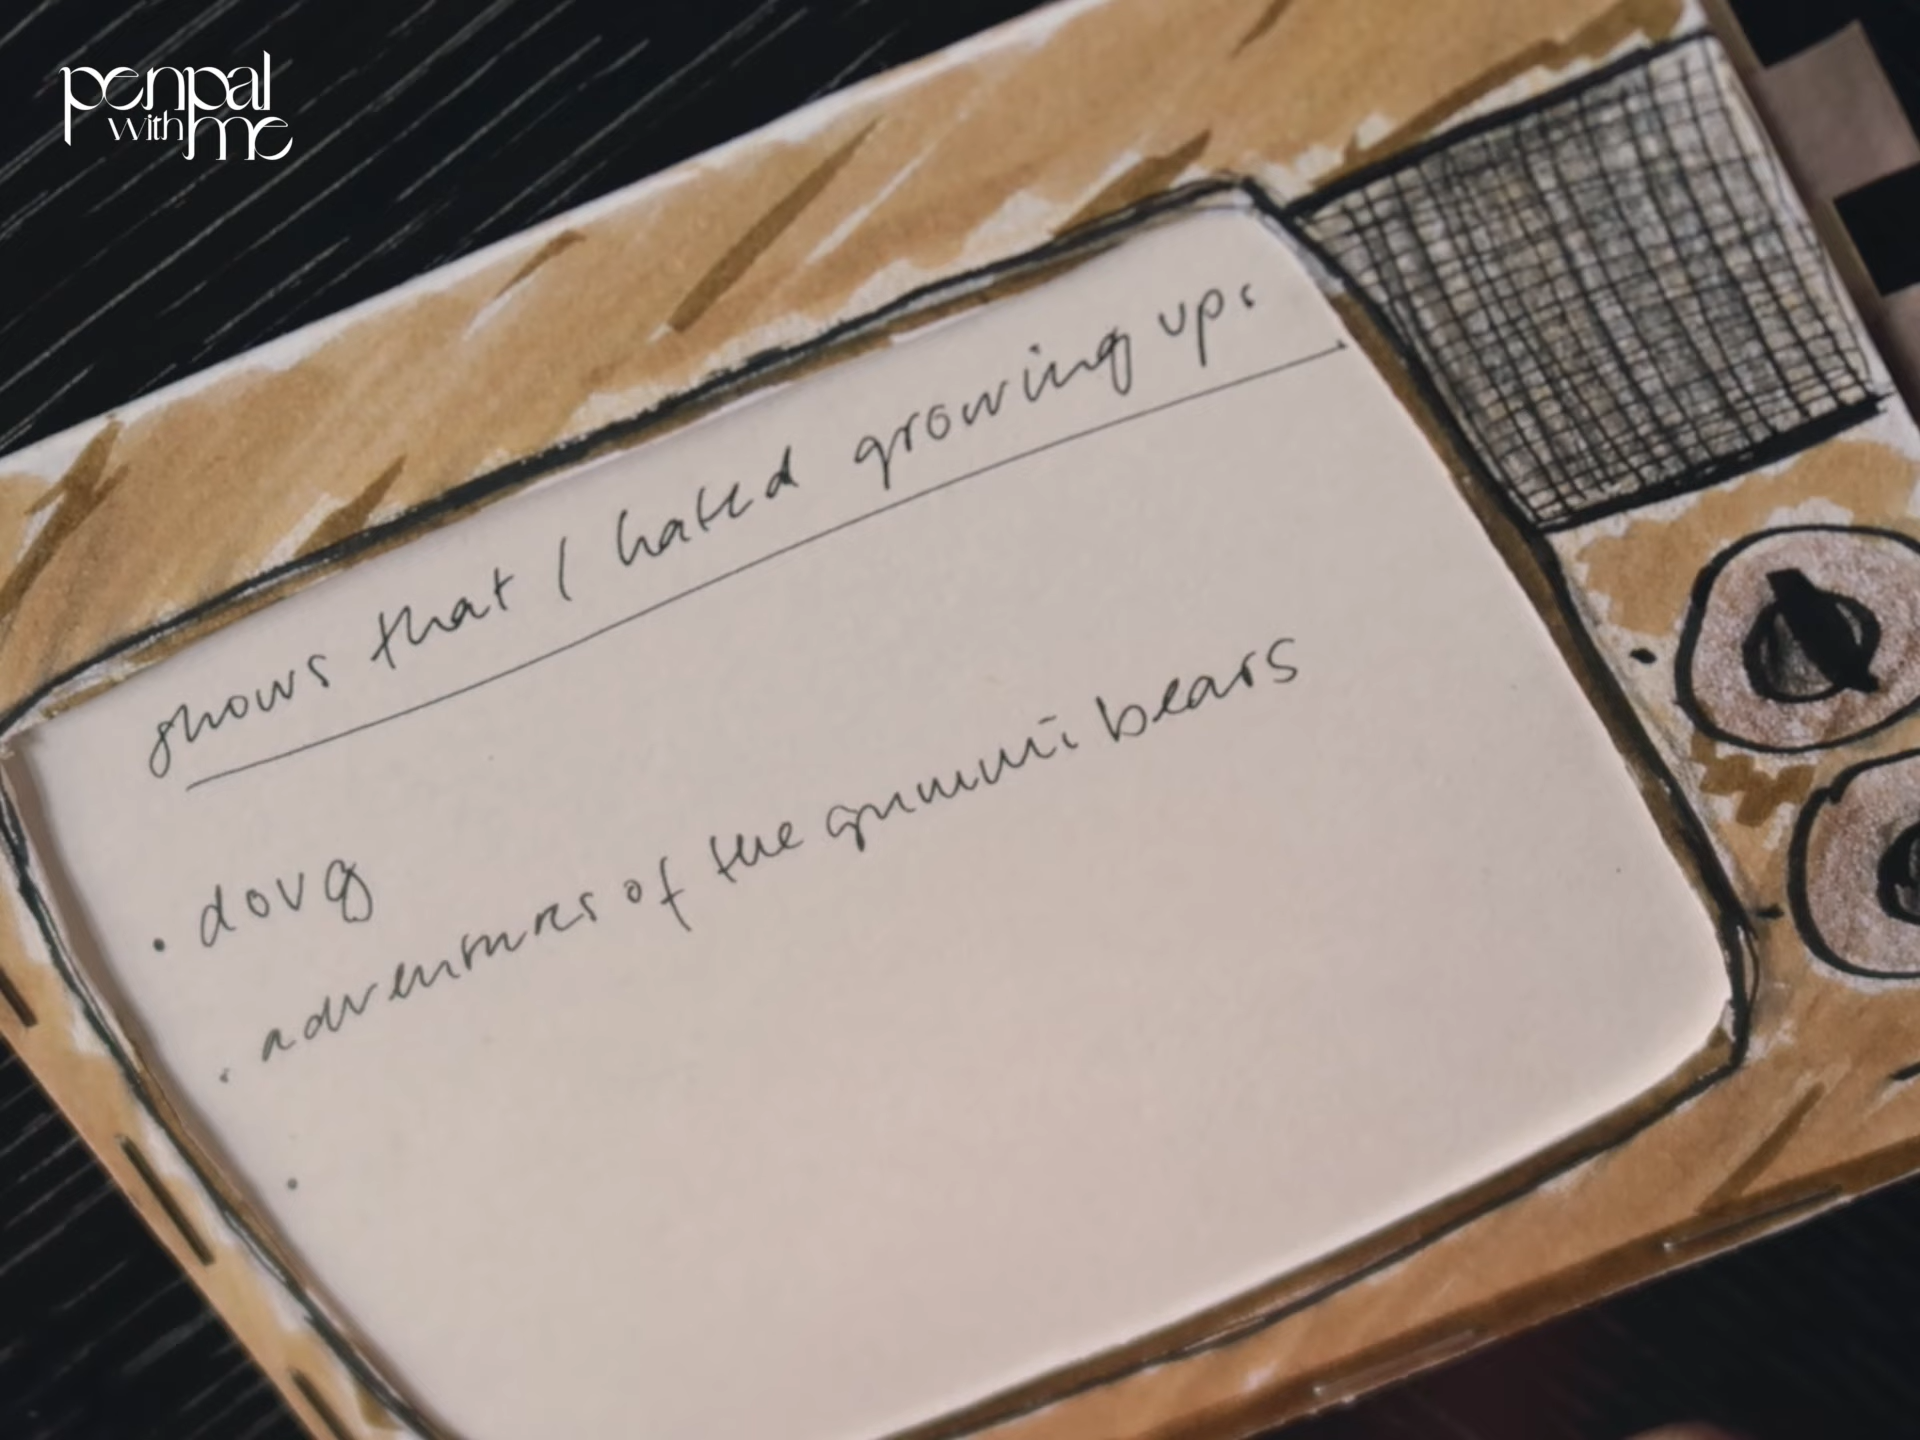 penpal
with me
shows that I hated growing up:
• doug
• adventures of the gummi bears
•